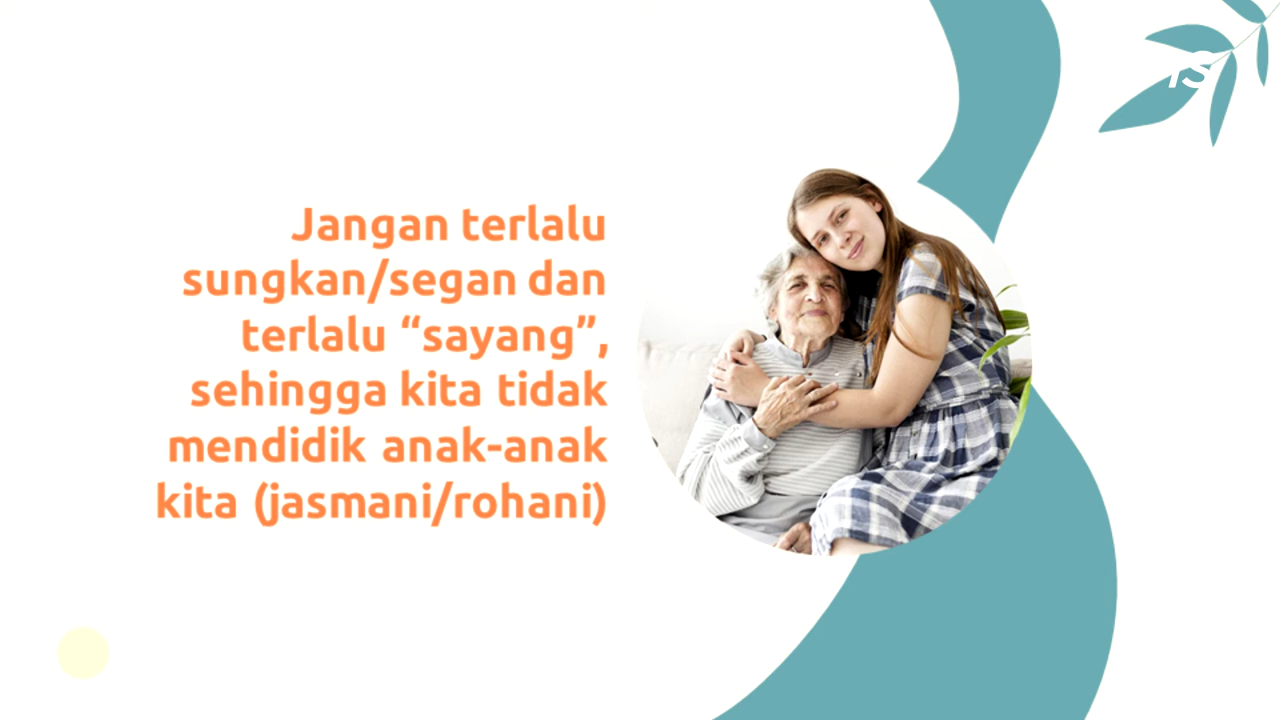 Jangan terlalu
sungkan/segan dan
terlalu “sayang”,
sehingga kita tidak
mendidik anak-anak
kita (jasmani/rohani)